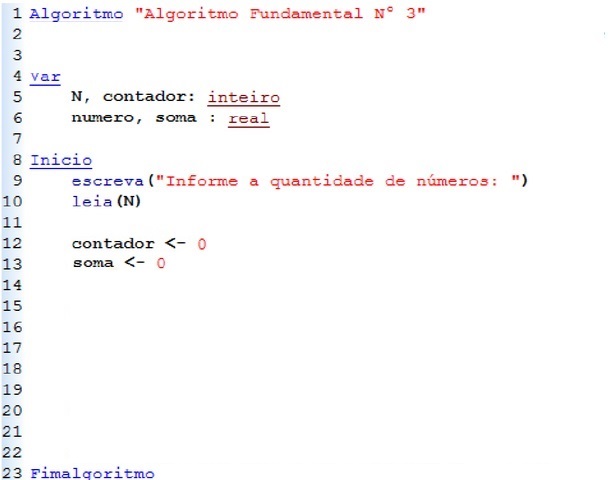 1 Algoritmo "Algoritmo Fundamental N° 3"
2
3
4 var
5 N, contador: inteiro
6 numero, soma : real
7
8 Inicio
9 escreva("Informe a quantidade de números: ")
10 leia(N)
11
12 contador <- 0
13 soma <- 0
14
15
16
17
18
19
20
21
22
23 Fimalgoritmo